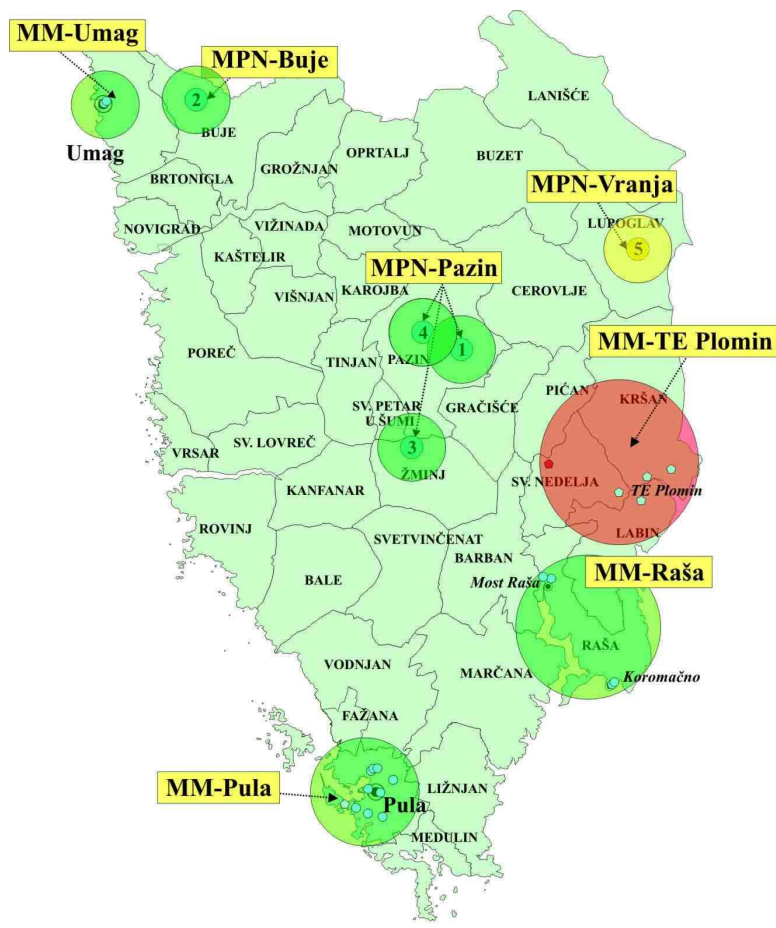 MM-Umag
MPN-Buje
2
Umag
BUJE
LANIŠĆE
OPRTALJ
BUZET
GROŽNJAN
BRTONIGLA
MPN-Vranja
LUPOGLAV
5
NOVIGRAD
VIŽINADA
MOTOVUN
KAŠTELIR
MPN-Pazin
KAROJBA
CEROVLJE
VIŠNJAN
4
1
PAZIN
MM-TE Plomin
POREČ
TINJAN
PIĆAN
KRŠAN
SV. PETAR
U ŠUMI
GRAČIŠĆE
VRSAR
SV. LOVREČ
3
ŽMINJ
SV. NEDELJA
TE Plomin
KANFANAR
ROVINJ
LABIN
SVETVINČENAT
BARBAN
BALE
Most Raša
MM-Raša
RAŠA
VODNJAN
MARČANA
Koromačno
FAŽANA
MM-Pula
Pula
LIŽNJAN
MEDULIN